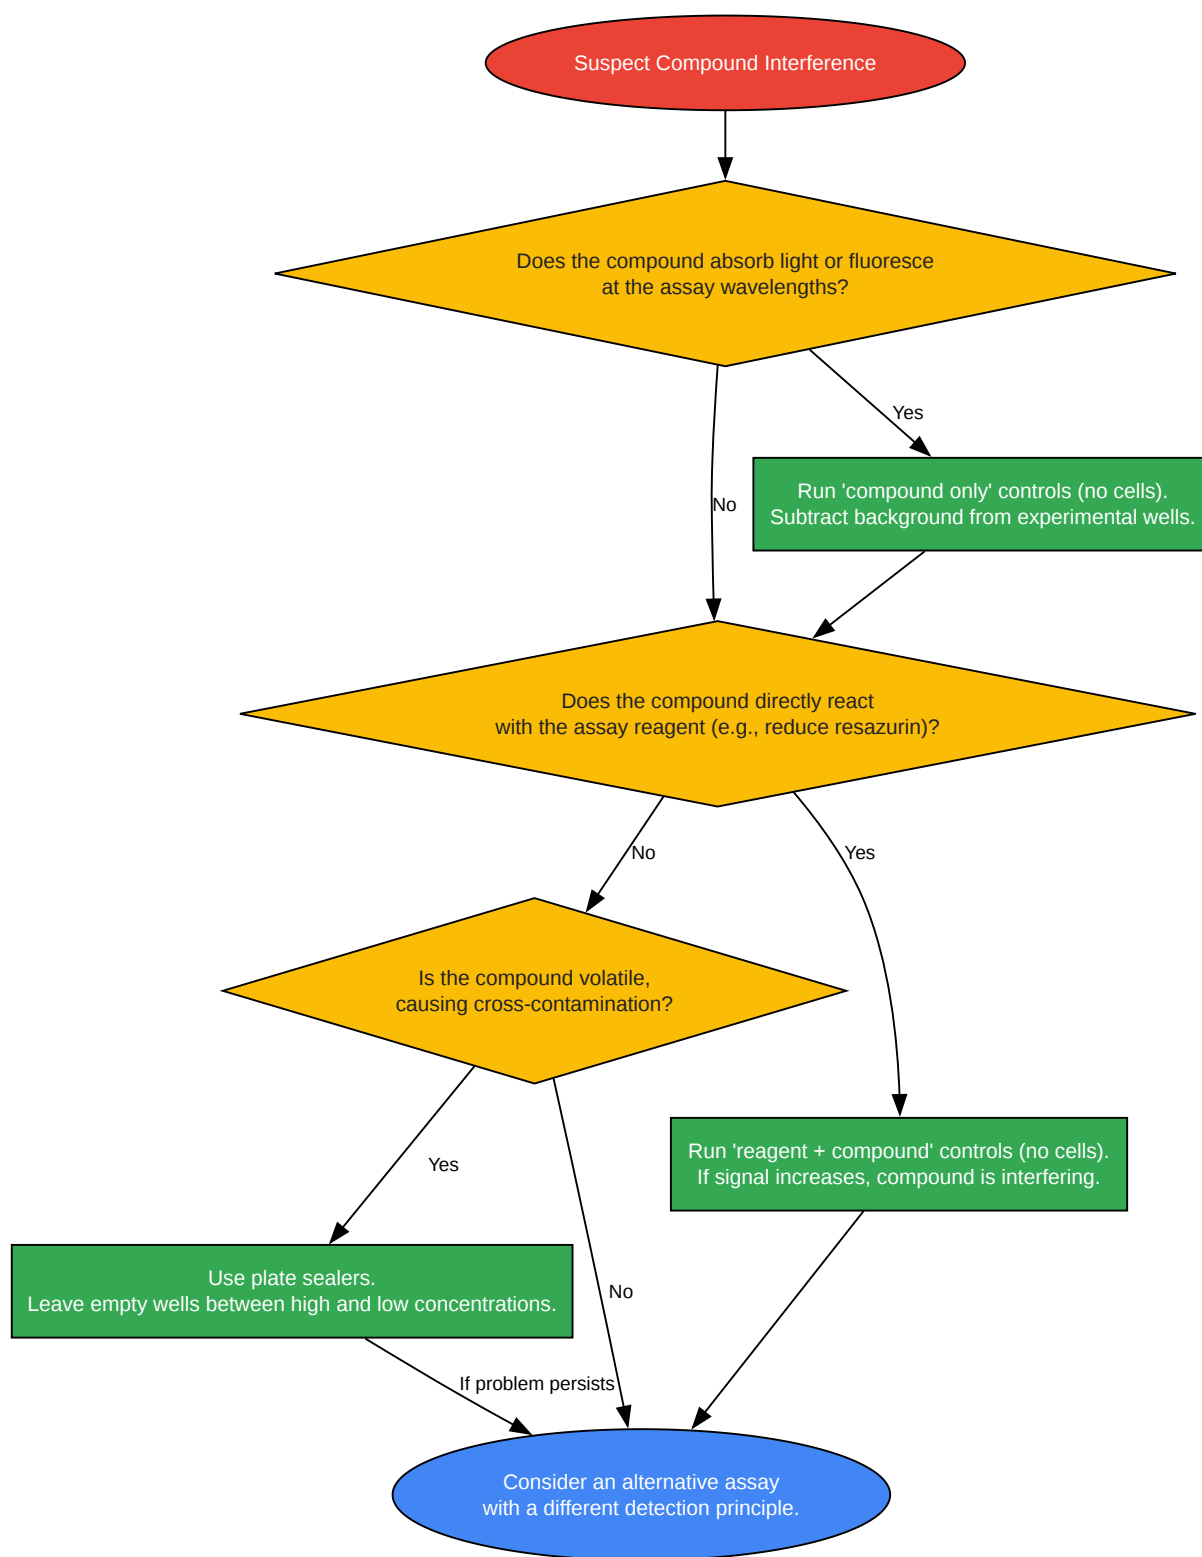 Suspect Compound Interference
Does the compound absorb light or fluoresce
at the assay wavelengths?
Yes
Run 'compound only' controls (no cells).
Subtract background from experimental wells.
No
Does the compound directly react
with the assay reagent (e.g., reduce resazurin)?
No
Yes
Is the compound volatile,
causing cross-contamination?
Yes
Run 'reagent + compound' controls (no cells).
If signal increases, compound is interfering.
Use plate sealers.
Leave empty wells between high and low concentrations.
No
If problem persists
Consider an alternative assay
with a different detection principle.